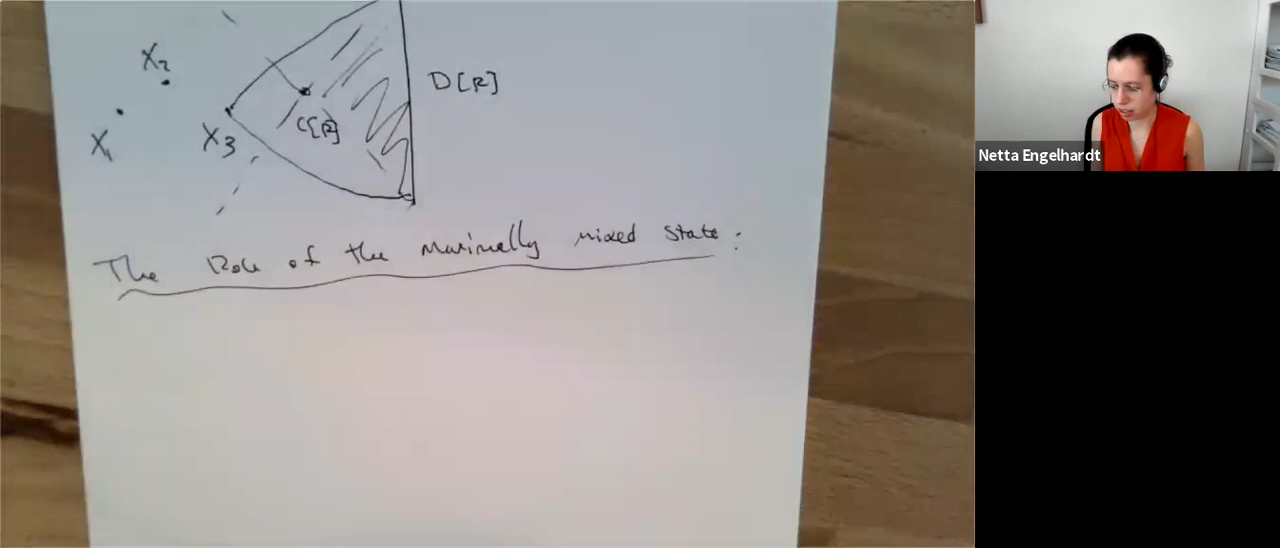 X₂
D[R]
X₁
X₃
C[R]
The Role of the Maximally mixed state:
Netta Engelhardt